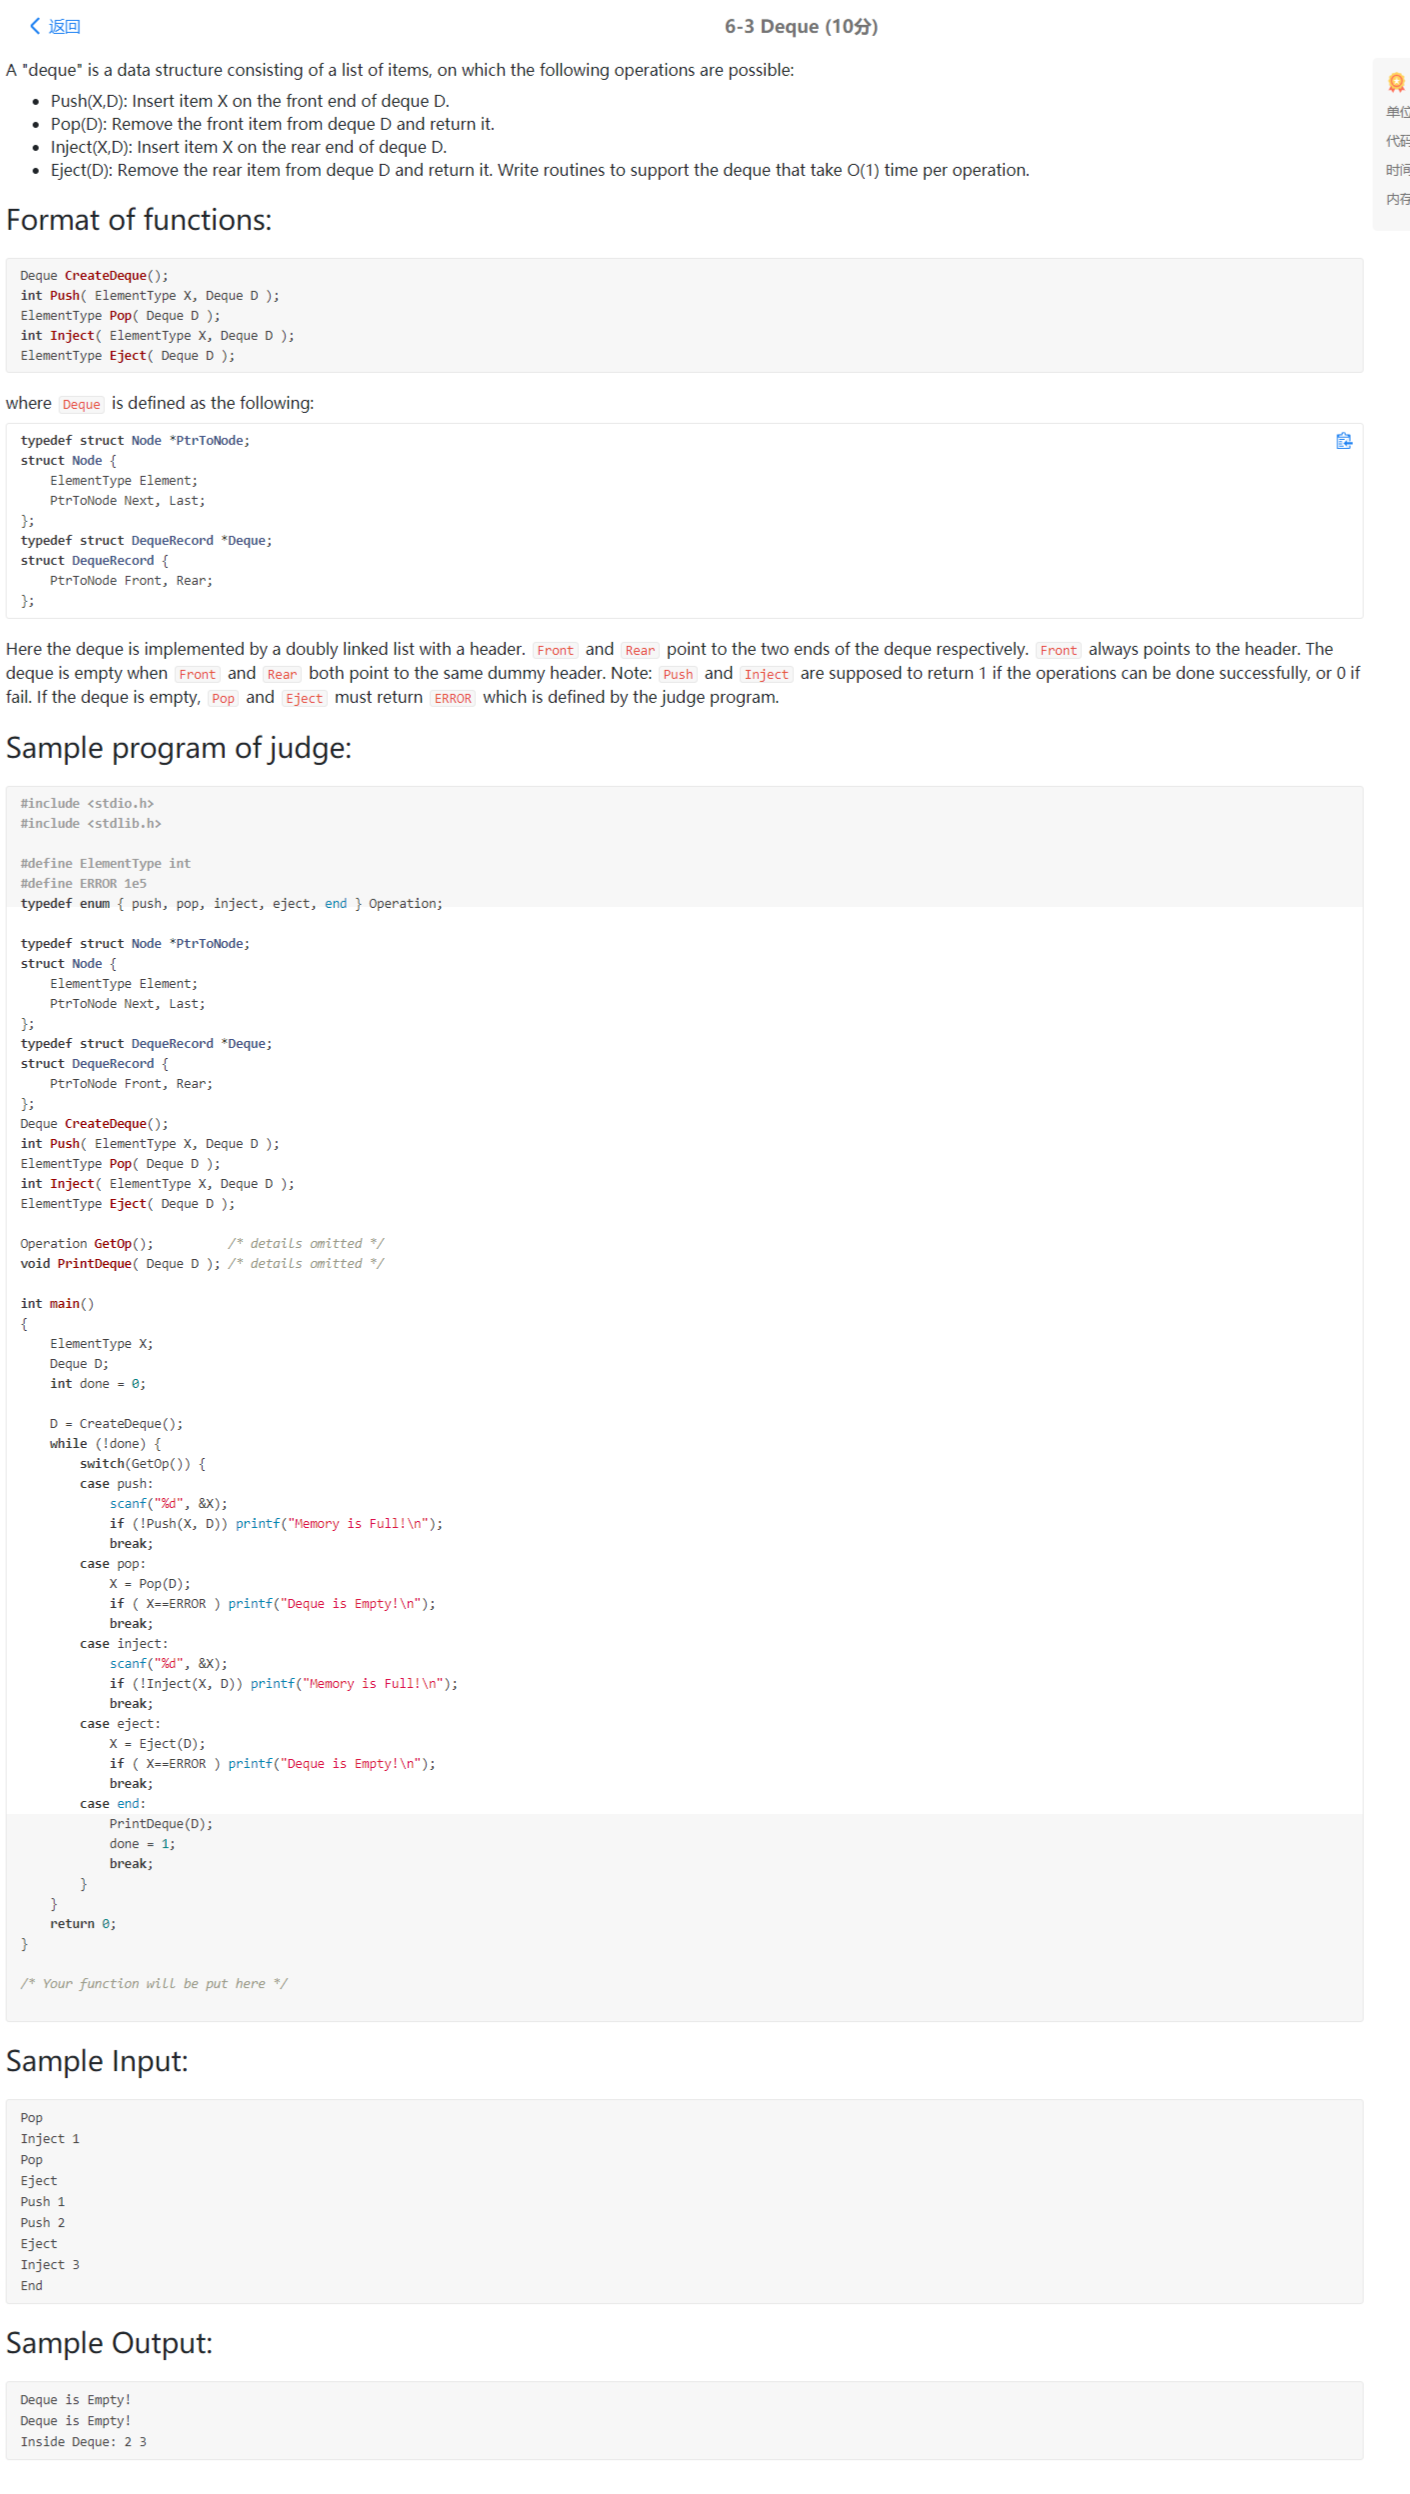 返回
6-3 Deque (10分)
A "deque" is a data structure consisting of a list of items, on which the following operations are possible:
• Push(X,D): Insert item X on the front end of deque D.
• Pop(D): Remove the front item from deque D and return it.
• Inject(X,D): Insert item X on the rear end of deque D.
• Eject(D): Remove the rear item from deque D and return it. Write routines to support the deque that take O(1) time per operation.
单位
代码
时间
内存
Format of functions:
Deque CreateDeque();
int Push( ElementType X, Deque D );
ElementType Pop( Deque D );
int Inject( ElementType X, Deque D );
ElementType Eject( Deque D );
where Deque is defined as the following:
typedef struct Node *PtrToNode;
struct Node {
    ElementType Element;
    PtrToNode Next, Last;
};
typedef struct DequeRecord *Deque;
struct DequeRecord {
    PtrToNode Front, Rear;
};
Here the deque is implemented by a doubly linked list with a header. Front and Rear point to the two ends of the deque respectively. Front always points to the header. The
deque is empty when Front and Rear both point to the same dummy header. Note: Push and Inject are supposed to return 1 if the operations can be done successfully, or 0 if
fail. If the deque is empty, Pop and Eject must return ERROR which is defined by the judge program.
Sample program of judge:
#include <stdio.h>
#include <stdlib.h>
#define ElementType int
#define ERROR 1e5
typedef enum { push, pop, inject, eject, end } Operation;
typedef struct Node *PtrToNode;
struct Node {
    ElementType Element;
    PtrToNode Next, Last;
};
typedef struct DequeRecord *Deque;
struct DequeRecord {
    PtrToNode Front, Rear;
};
Deque CreateDeque();
int Push( ElementType X, Deque D );
ElementType Pop( Deque D );
int Inject( ElementType X, Deque D );
ElementType Eject( Deque D );
Operation GetOp();          /* details omitted */
void PrintDeque( Deque D ); /* details omitted */
int main()
{
    ElementType X;
    Deque D;
    int done = 0;
    D = CreateDeque();
    while (!done) {
        switch(GetOp()) {
        case push:
            scanf("%d", &X);
            if (!Push(X, D)) printf("Memory is Full!\n");
            break;
        case pop:
            X = Pop(D);
            if ( X==ERROR ) printf("Deque is Empty!\n");
            break;
        case inject:
            scanf("%d", &X);
            if (!Inject(X, D)) printf("Memory is Full!\n");
            break;
        case eject:
            X = Eject(D);
            if ( X==ERROR ) printf("Deque is Empty!\n");
            break;
        case end:
            PrintDeque(D);
            done = 1;
            break;
        }
    }
    return 0;
}
/* Your function will be put here */
Sample Input:
Pop
Inject 1
Pop
Eject
Push 1
Push 2
Eject
Inject 3
End
Sample Output:
Deque is Empty!
Deque is Empty!
Inside Deque: 2 3